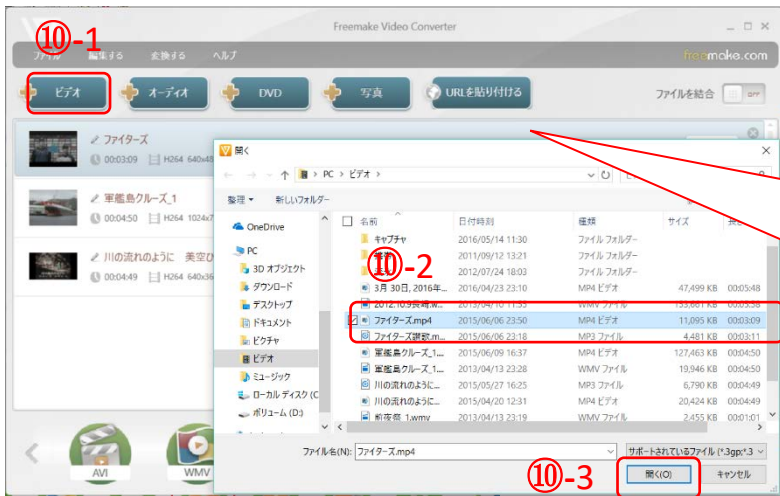 Freemake Video Converter
⑩-1
ファイル 編集する 変換する ヘルプ
freemake.com
ビデオ オーディオ DVD 写真 URLを貼り付ける
ファイルを結合 OFF
ファイターズ
00:03:09 H264 640x48
軍艦島クルーズ_1
00:04:50 H264 1024x7
川の流れのように 美空ひ
00:04:49 H264 640x36
開く
PC > ビデオ >
整理 新しいフォルダー
名前 日付時刻 種類 サイズ
OneDrive
PC
3D オブジェクト
ダウンロード
デスクトップ
ドキュメント
ピクチャ
ビデオ
ミュージック
ローカル ディスク (C
ボリューム (D:)
⑩-2
キャプチャ 2016/05/14 11:30 ファイル フォルダー
2011/09/12 13:21 ファイル フォルダー
2012/07/24 18:03 ファイル フォルダー
3月 30日, 2016年... 2016/04/23 23:10 MP4 ビデオ 47,499 KB 00:05:48
2012.10.9長崎.w... 2013/04/10 11:53 WMV ファイル
ファイターズ.mp4 2015/06/06 23:50 MP4 ビデオ 11,095 KB 00:03:09
ファイターズ讃歌.m... 2015/06/06 23:18 MP3 ファイル 4,481 KB 00:03:11
軍艦島クルーズ_1... 2015/06/09 16:37 MP4 ビデオ 127,463 KB 00:04:50
軍艦島クルーズ_1... 2013/04/13 23:28 WMV ファイル 19,946 KB 00:04:50
川の流れのように... 2015/05/27 16:25 MP3 ファイル 6,790 KB 00:04:49
川の流れのように... 2015/04/20 12:31 MP4 ビデオ 20,424 KB 00:04:49
前夜祭_1.wmv 2013/04/13 23:19 WMV ファイル 2,455 KB 00:01:01
ファイル名(N): ファイターズ.mp4
サポートされているファイル (*.3gp;*.3
⑩-3
開く(O) キャンセル
AVI WMV